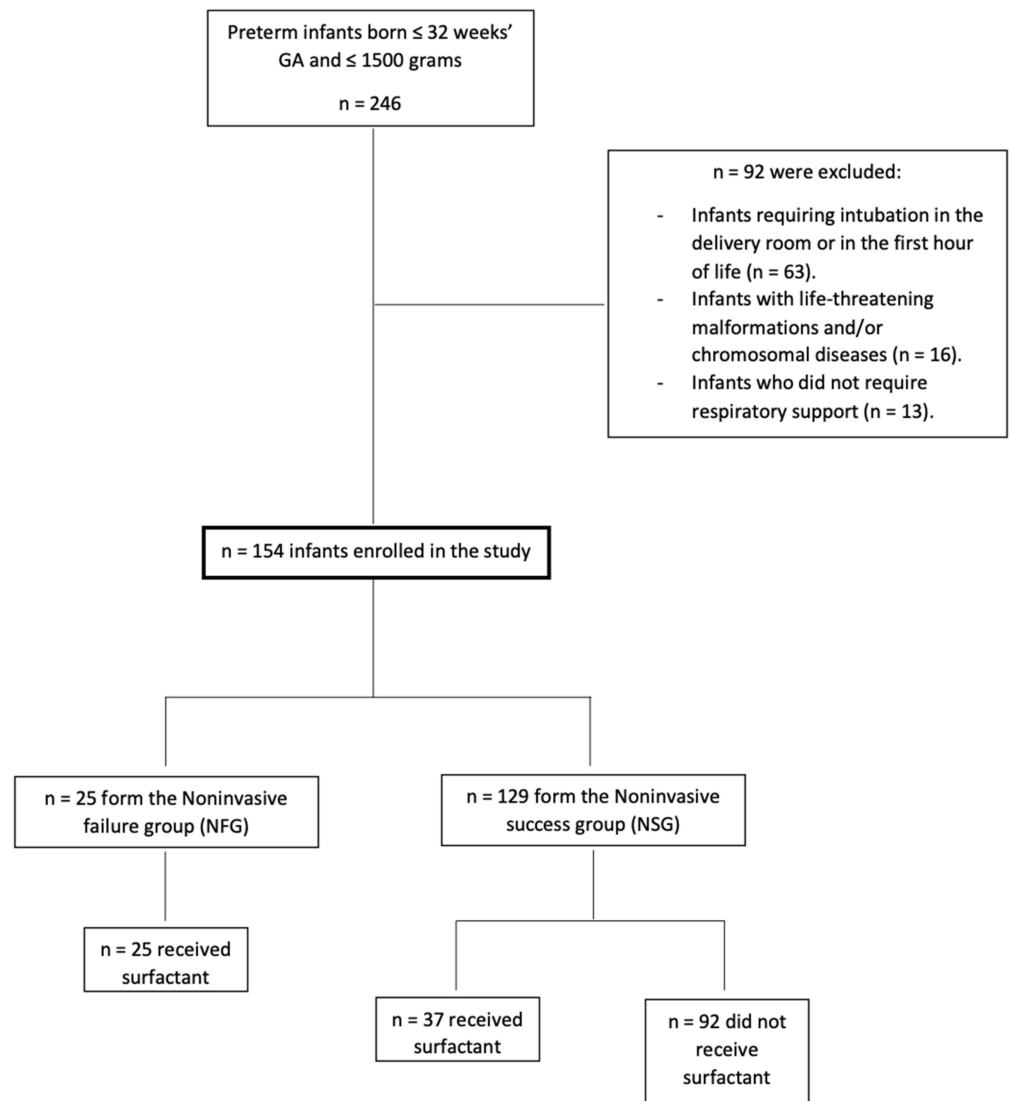 Preterm infants born ≤ 32 weeks’
GA and ≤ 1500 grams
n = 246
n = 92 were excluded:
- Infants requiring intubation in the
delivery room or in the first hour
of life (n = 63).
- Infants with life-threatening
malformations and/or
chromosomal diseases (n = 16).
- Infants who did not require
respiratory support (n = 13).
n = 154 infants enrolled in the study
n = 25 form the Noninvasive
failure group (NFG)
n = 129 form the Noninvasive
success group (NSG)
n = 25 received
surfactant
n = 37 received
surfactant
n = 92 did not
receive
surfactant